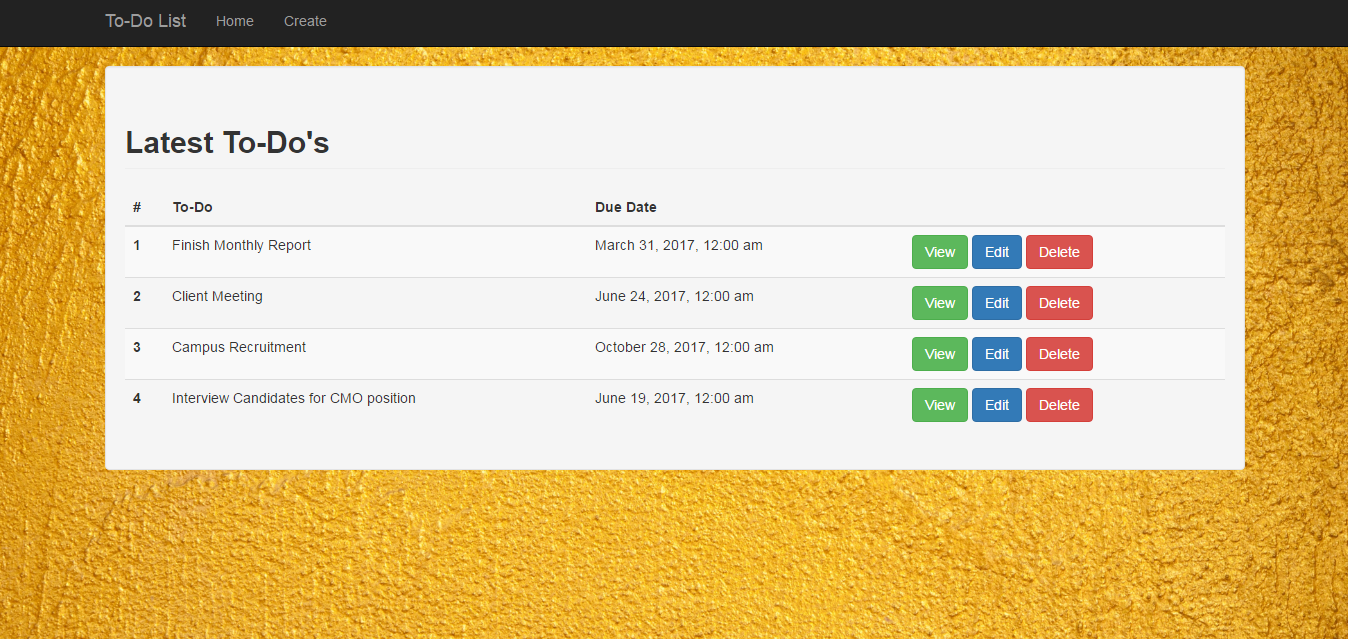 To-Do List Home Create
Latest To-Do's
# To-Do Due Date
1 Finish Monthly Report March 31, 2017, 12:00 am View Edit Delete
2 Client Meeting June 24, 2017, 12:00 am View Edit Delete
3 Campus Recruitment October 28, 2017, 12:00 am View Edit Delete
4 Interview Candidates for CMO position June 19, 2017, 12:00 am View Edit Delete